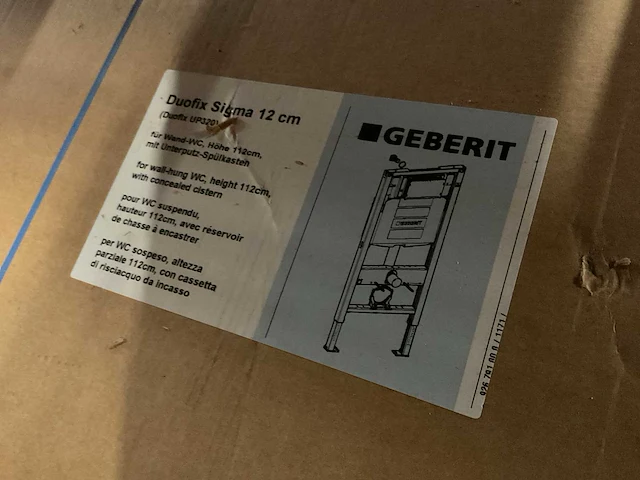 Duofix Sigma 12 cm
(Duofix UP320)
für Wand-WC, Höhe 112cm,
mit Unterputz-Spülkasten
for wall-hung WC, height 112cm,
with concealed cistern
pour WC suspendu,
hauteur 112cm, avec réservoir
de chasse à encastrer
per WC sospeso, altezza
parziale 112cm, con cassetta
di risciacquo da incasso
GEBERIT
GEBERIT